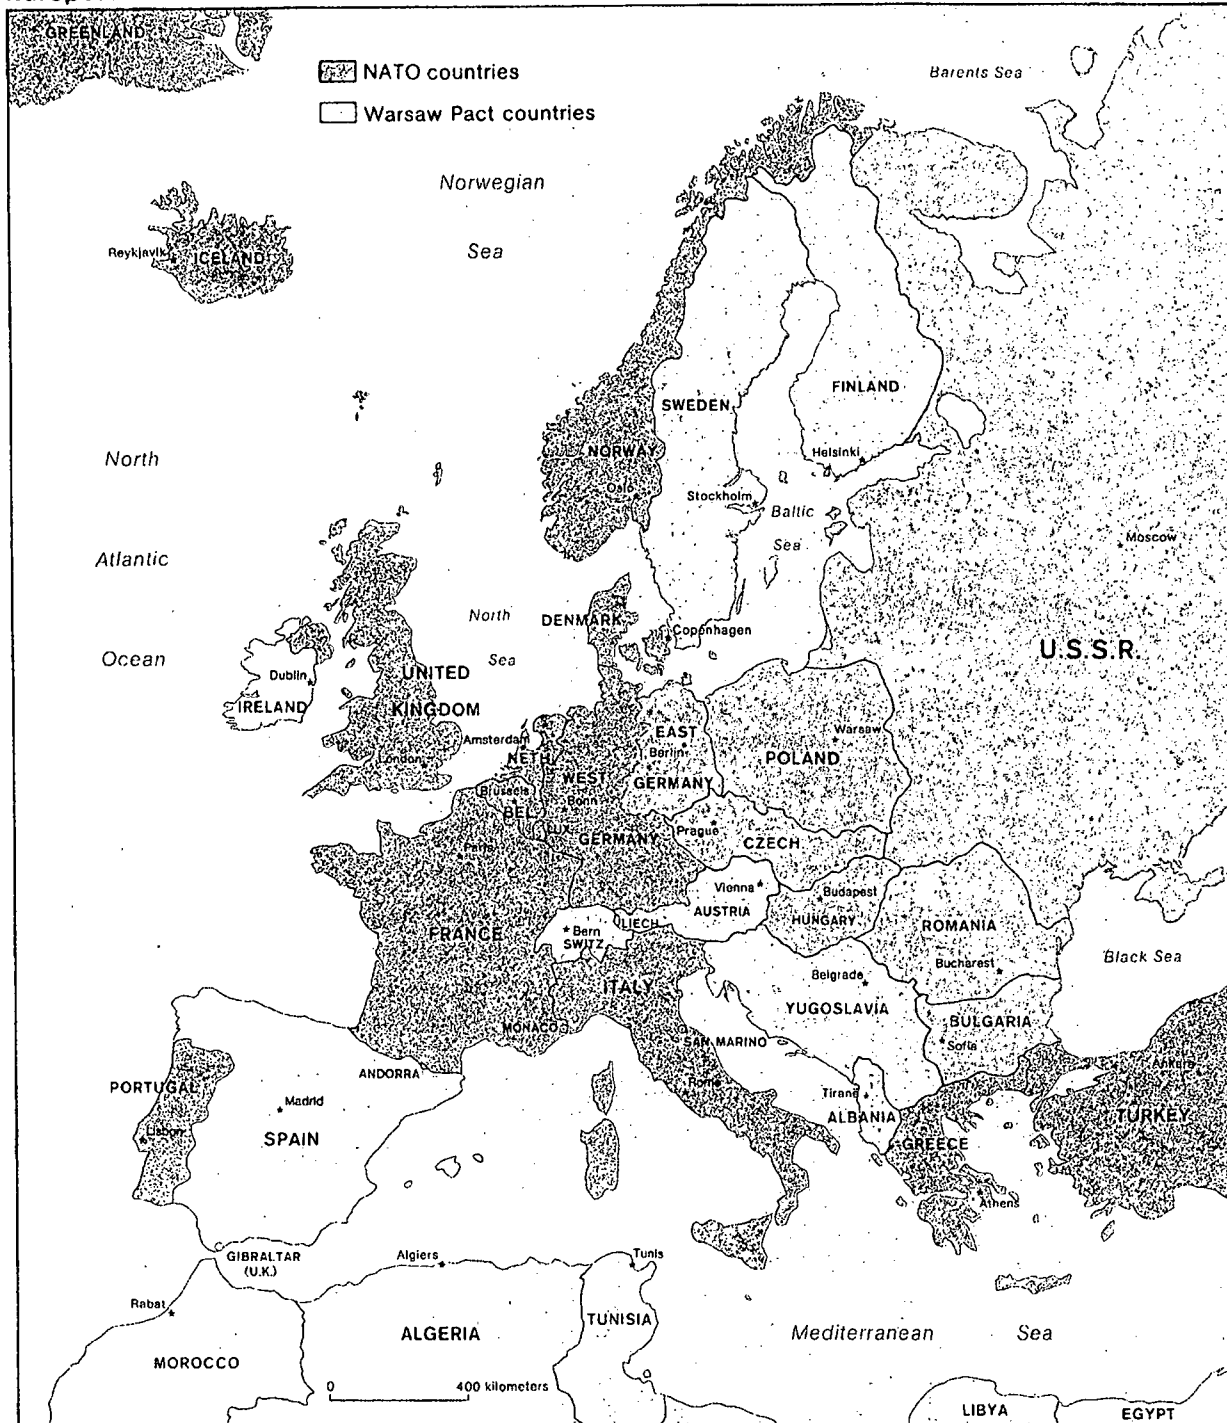 GREENLAND
NATO countries
Warsaw Pact countries
Barents Sea
Norwegian
Sea
Reykjavik
ICELAND
FINLAND
SWEDEN
NORWAY
Helsinki
North
Oslo
Stockholm
Baltic
Sea
Moscow
Atlantic
North
DENMARK
Copenhagen
Sea
Ocean
U.S.S.R.
Dublin
UNITED
IRELAND
KINGDOM
EAST
Warsaw
Amsterdam
Berlin
London
NETH
WEST
GERMANY
POLAND
Brussels
Bonn
BEL
LUX
GERMANY
Prague
CZECH
Paris
Vienna
Budapest
AUSTRIA
HUNGARY
ROMANIA
FRANCE
Bern
LIECH
SWITZ
Black Sea
Bucharest
Belgrade
ITALY
YUGOSLAVIA
BULGARIA
MONACO
SAN MARINO
Sofia
ANDORRA
Ankara
PORTUGAL
Rome
Madrid
Tirane
TURKEY
Lisbon
SPAIN
ALBANIA
GREECE
Athens
GIBRALTAR
(U.K.)
Algiers
Tunis
Rabat
TUNISIA
ALGERIA
Mediterranean Sea
MOROCCO
0 400 kilometers
LIBYA
EGYPT